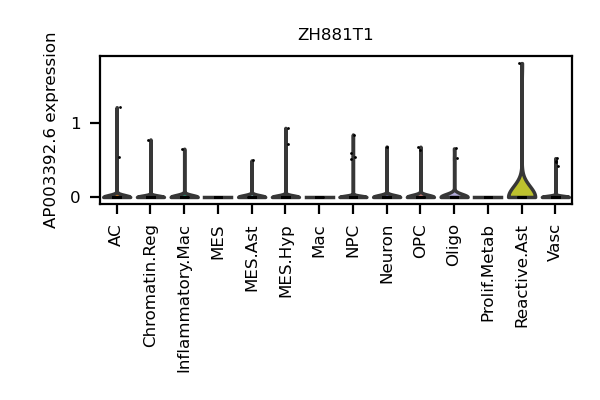 ZH881T1
AP003392.6 expression
1
0
AC
Chromatin.Reg
Inflammatory.Mac
MES
MES.Ast
MES.Hyp
Mac
NPC
Neuron
OPC
Oligo
Prolif.Metab
Reactive.Ast
Vasc